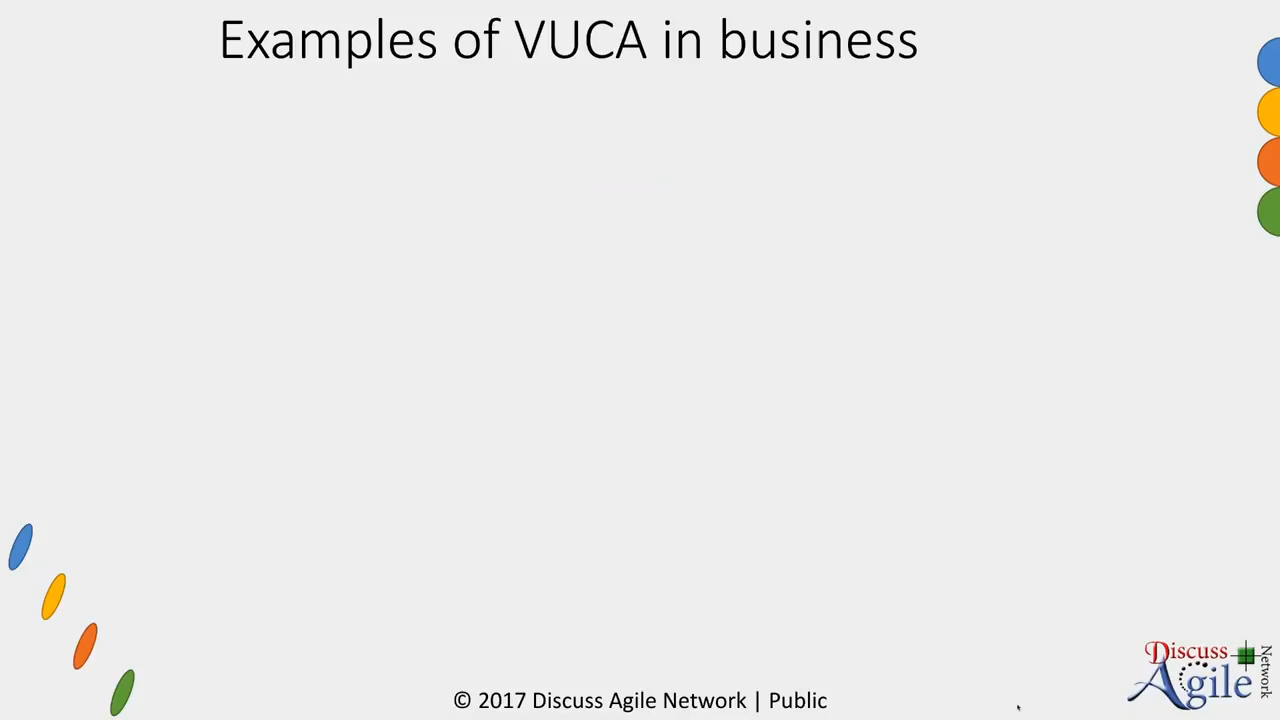 Examples of VUCA in business
Discuss
Agile
Network
© 2017 Discuss Agile Network | Public